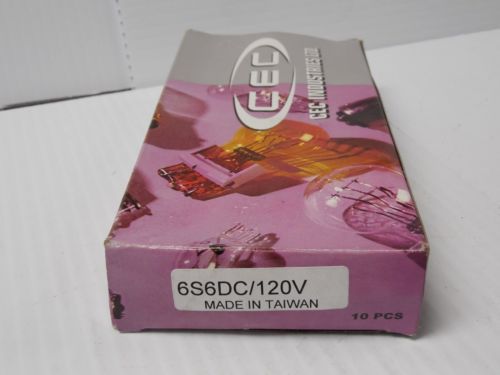 CEC
CEC INDUSTRIES LTD.
6S6DC/120V
MADE IN TAIWAN
10 PCS